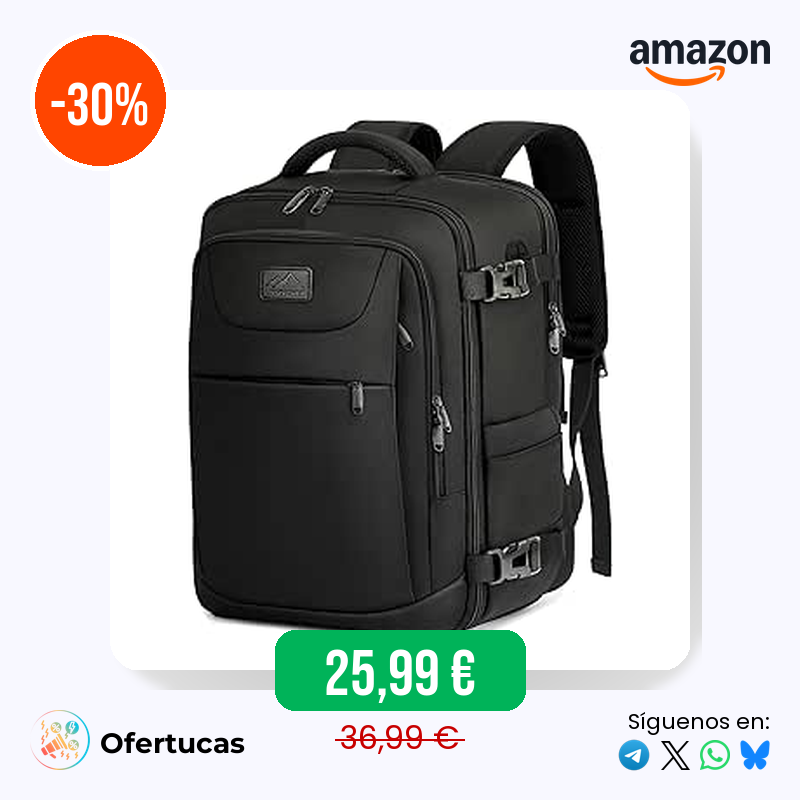 -30%
amazon
25,99 €
36,99 €
Ofertucas
Síguenos en: